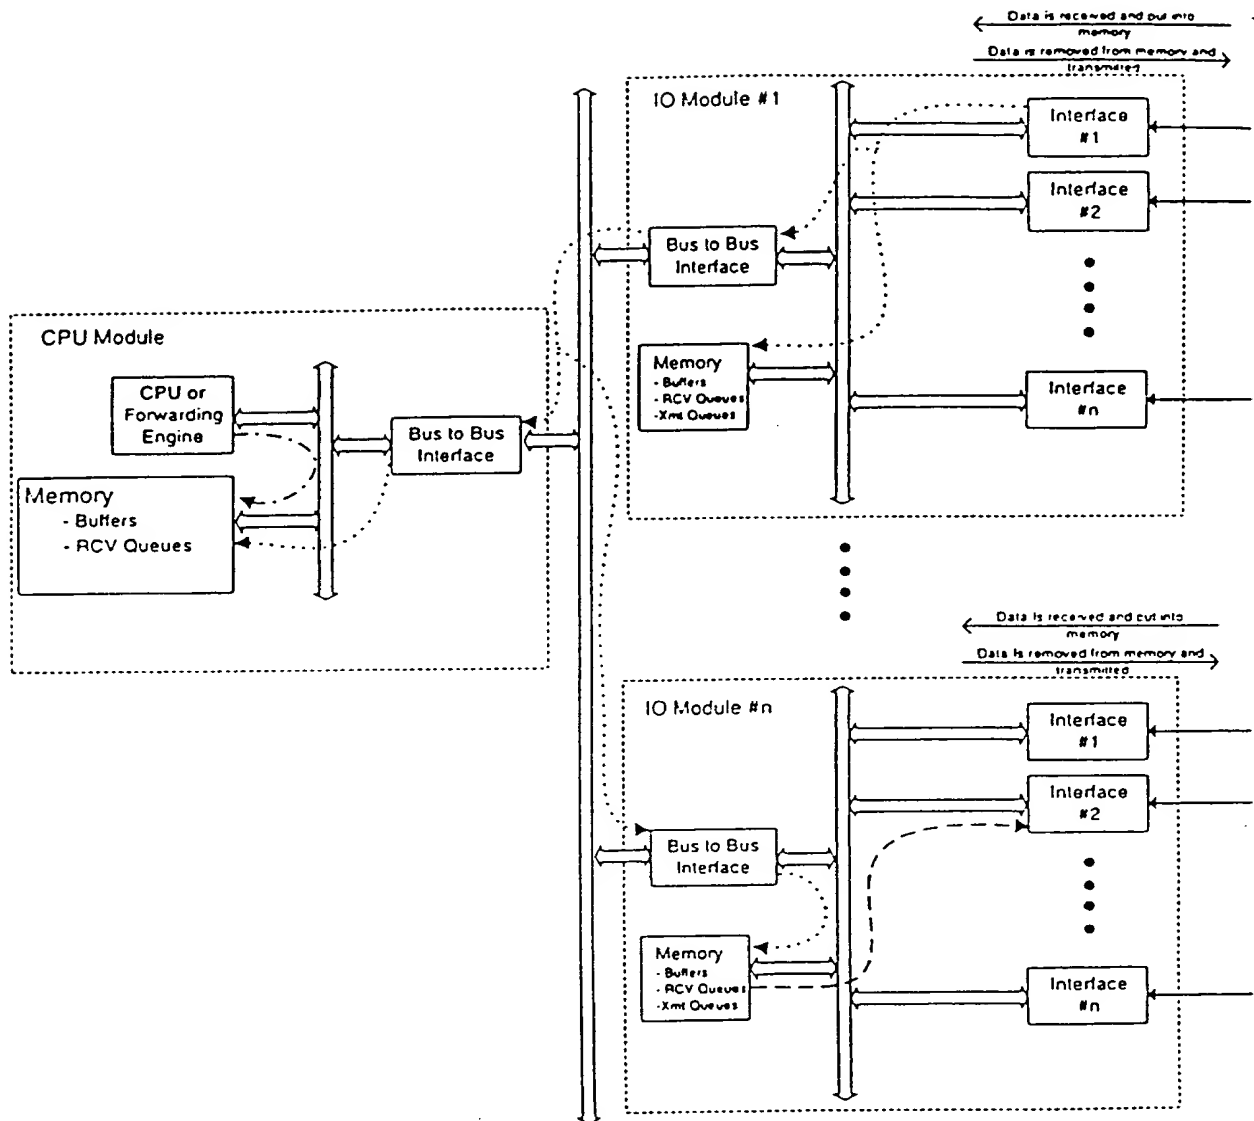 Data is received and put into
memory
Data is removed from memory and
transmitted
IO Module #1
Interface
#1
Interface
#2
Bus to Bus
Interface
Memory
- Buffers
- RCV Queues
-Xmt Queues
Interface
#n
CPU Module
CPU or
Forwarding
Engine
Bus to Bus
Interface
Memory
- Buffers
- RCV Queues
Data Is received and put into
memory
Data Is removed from memory and
transmitted
IO Module #n
Interface
#1
Interface
#2
Bus to Bus
Interface
Memory
- Buffers
- RCV Queues
-Xmt Queues
Interface
#n